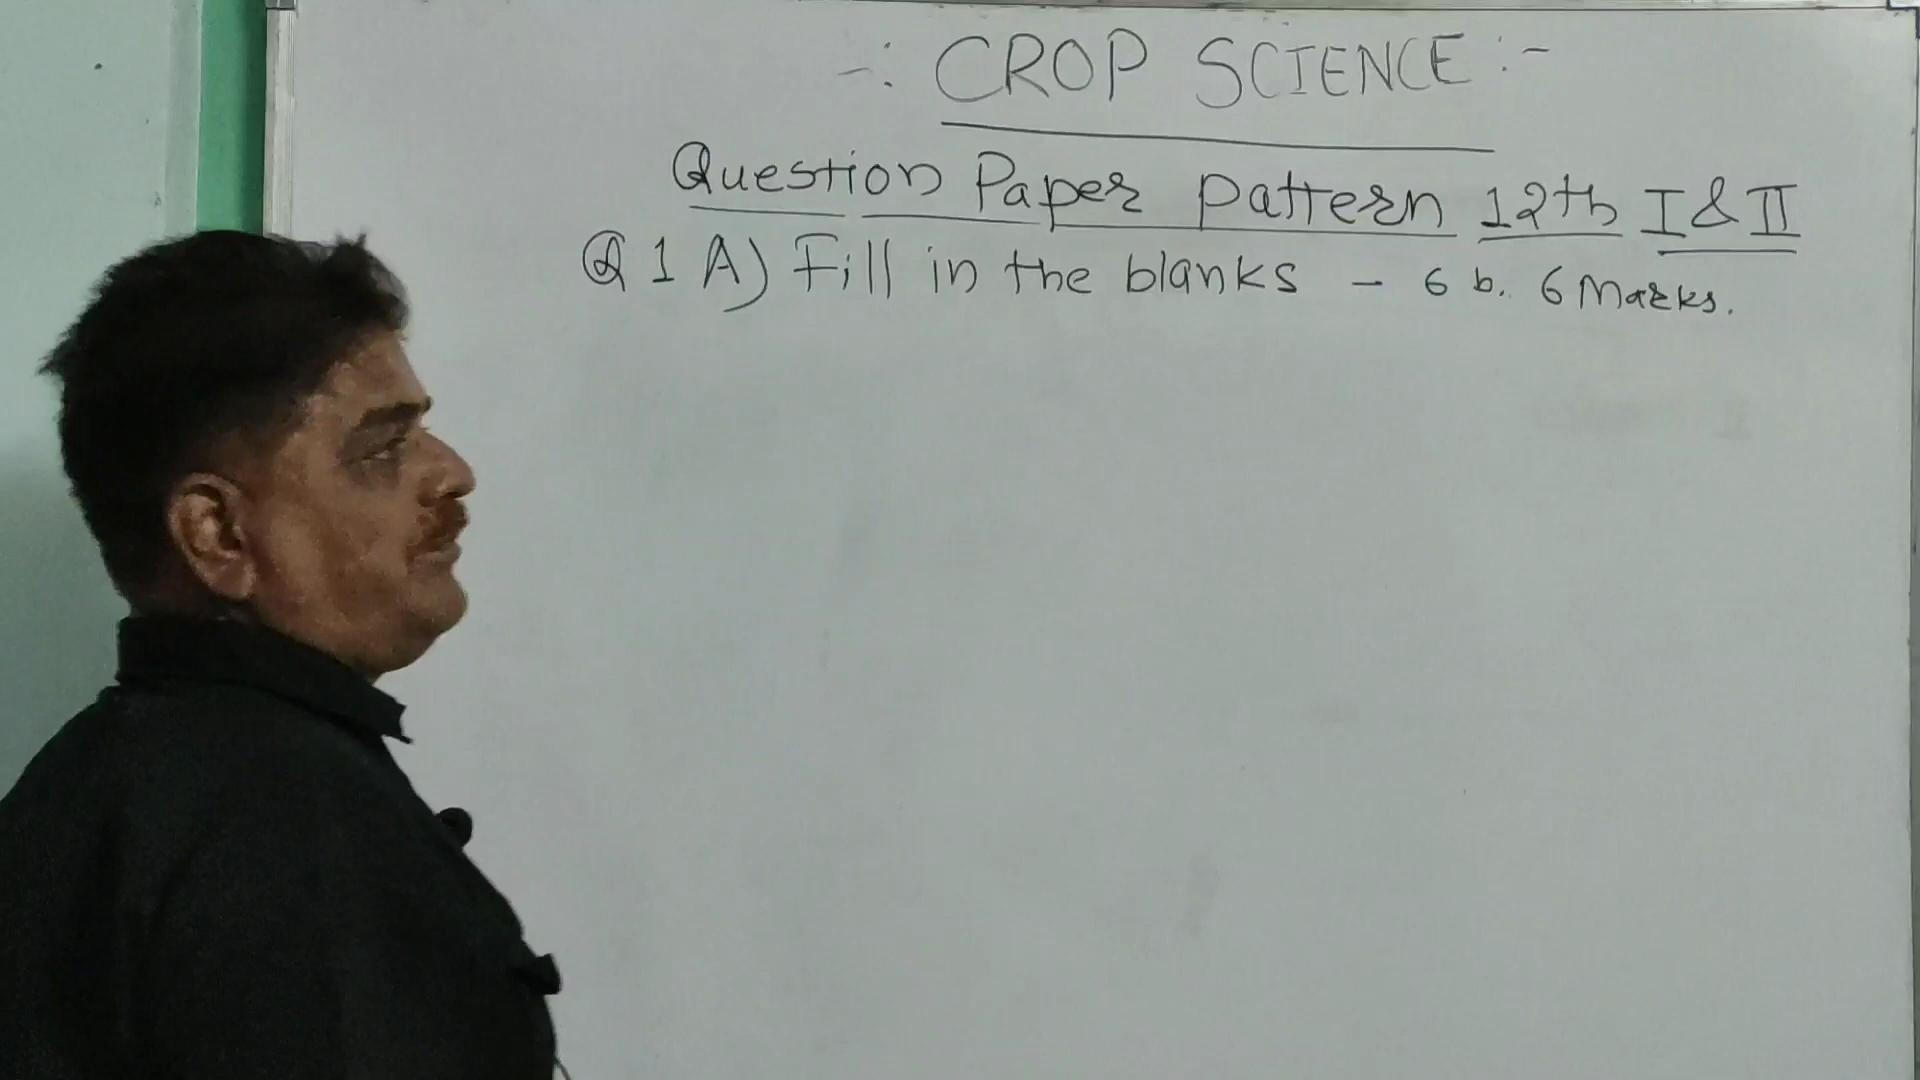 -: CROP SCIENCE :-
Question Paper Pattern 12th I & II
Q 1 A) Fill in the blanks - 6 b. 6 Marks.